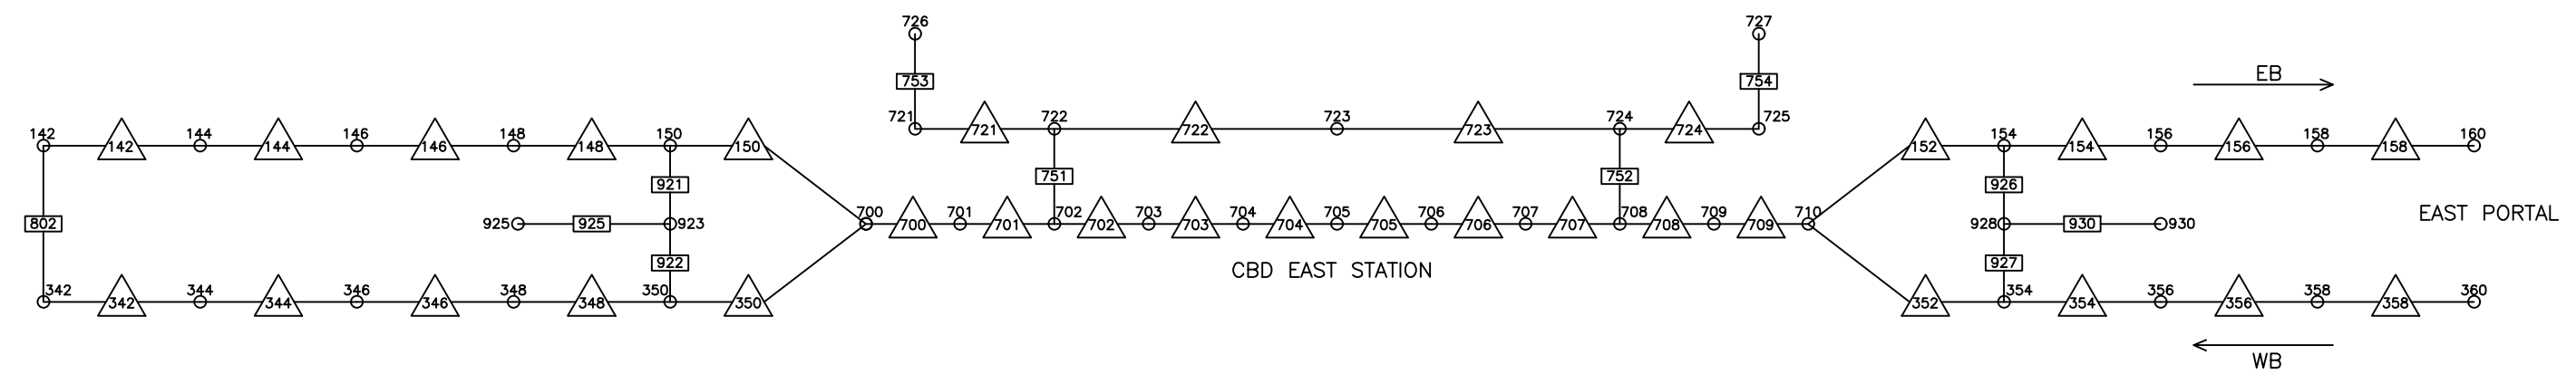 726 727
753 754 EB
721 721 722 722 723 723 724 724 725
142 142 144 144 146 146 148 148 150 150 152 154 154 156 156 158 158 160
921 751 752 926
802 925 925 923 700 700 701 701 702 702 703 703 704 704 705 705 706 706 707 707 708 708 709 709 710 928 930 930 EAST PORTAL
922 CBD EAST STATION 927
342 342 344 344 346 346 348 348 350 350 352 354 354 356 356 358 358 360
WB